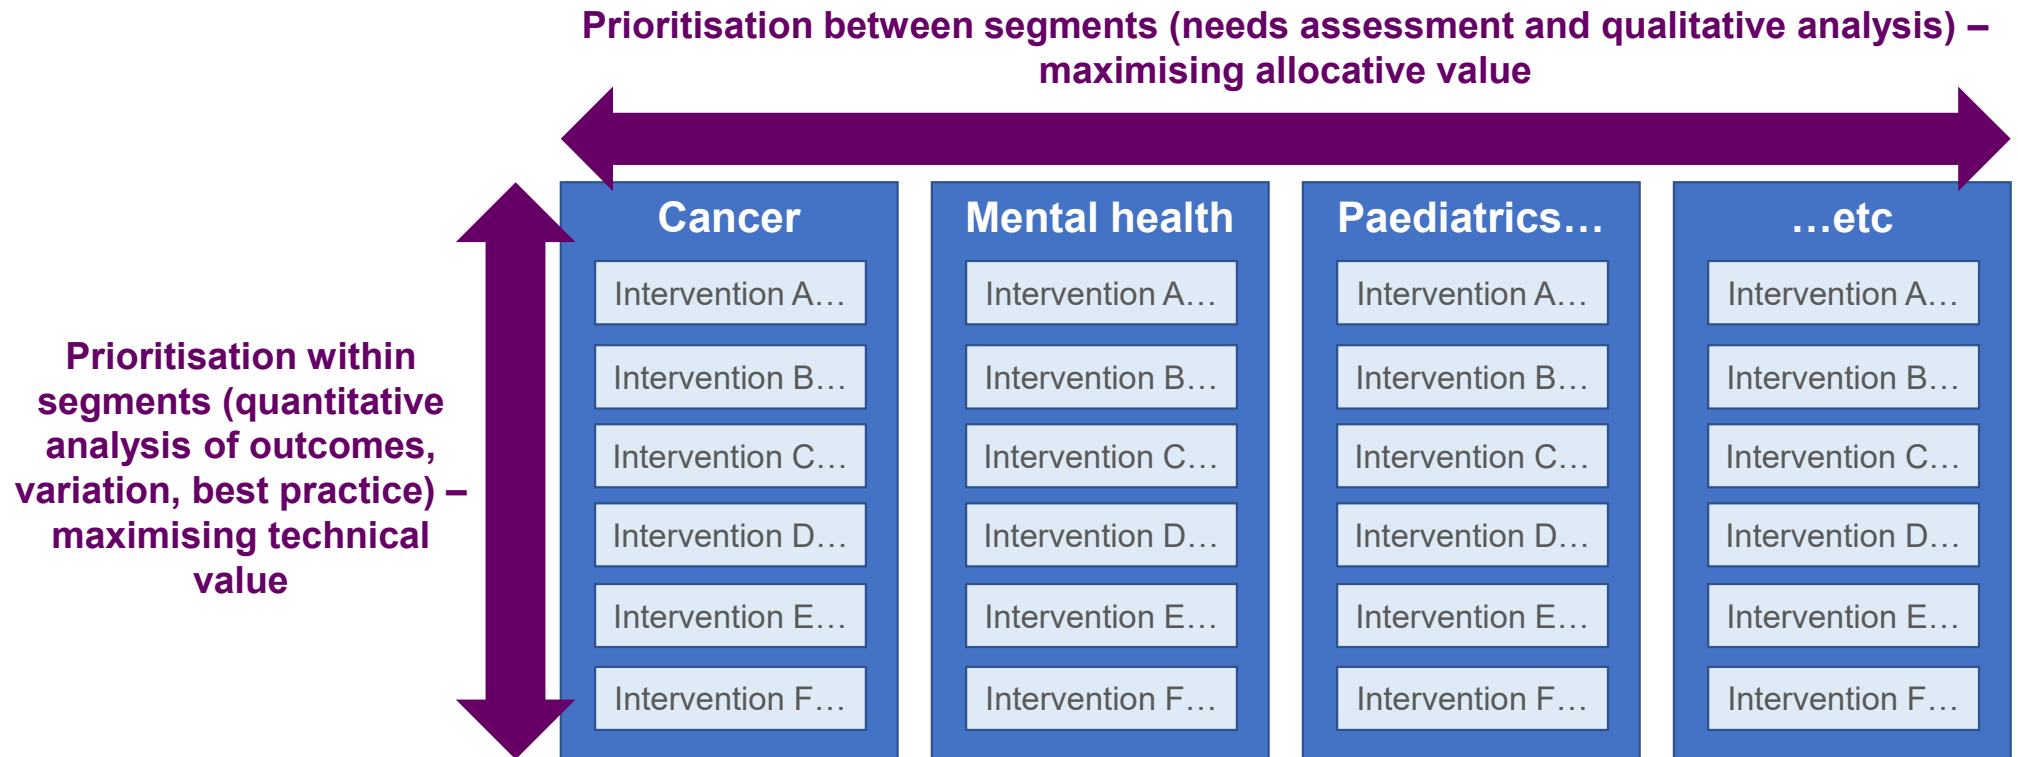 Prioritisation between segments (needs assessment and qualitative analysis) –
maximising allocative value
Prioritisation within
segments (quantitative
analysis of outcomes,
variation, best practice) –
maximising technical
value
Cancer
Intervention A…
Intervention B…
Intervention C…
Intervention D…
Intervention E…
Intervention F…
Mental health
Intervention A…
Intervention B…
Intervention C…
Intervention D…
Intervention E…
Intervention F…
Paediatrics…
Intervention A…
Intervention B…
Intervention C…
Intervention D…
Intervention E…
Intervention F…
…etc
Intervention A…
Intervention B…
Intervention C…
Intervention D…
Intervention E…
Intervention F…